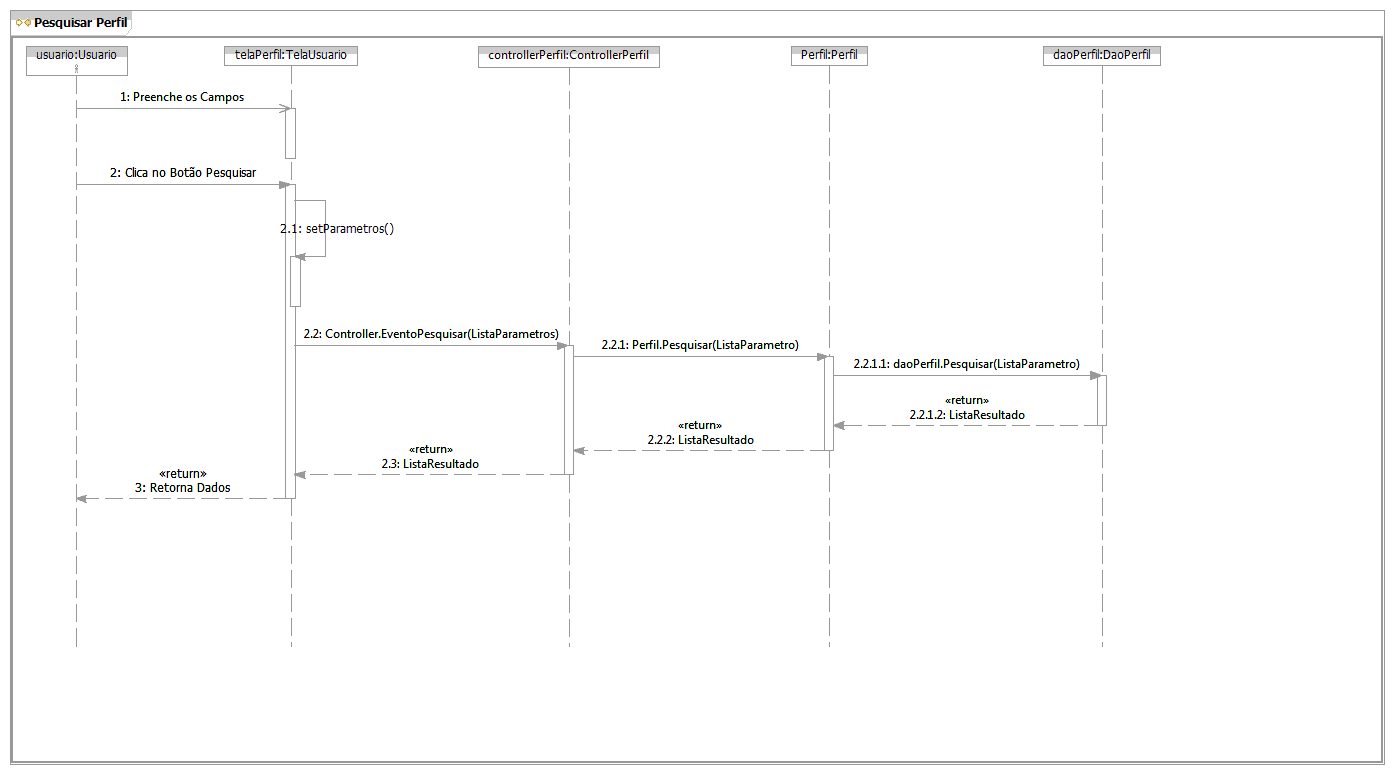 Pesquisar Perfil
usuario:Usuario
telaPerfil:TelaUsuario
controllerPerfil:ControllerPerfil
Perfil:Perfil
daoPerfil:DaoPerfil
1: Preenche os Campos
2: Clica no Botão Pesquisar
2.1: setParametros()
2.2: Controller.EventoPesquisar(ListaParametros)
2.2.1: Perfil.Pesquisar(ListaParametro)
2.2.1.1: daoPerfil.Pesquisar(ListaParametro)
«return»
2.2.1.2: ListaResultado
«return»
2.2.2: ListaResultado
«return»
2.3: ListaResultado
«return»
3: Retorna Dados